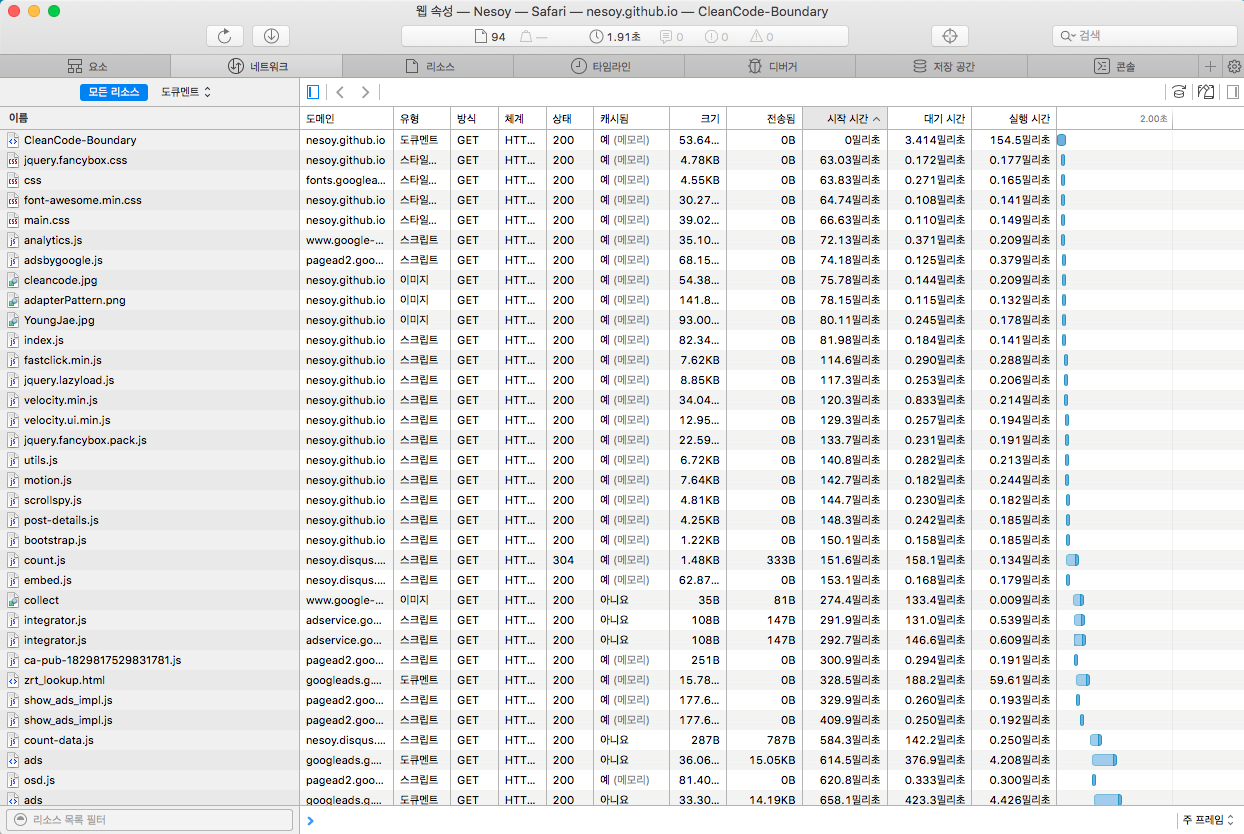 웹 속성 — Nesoy — Safari — nesoy.github.io — CleanCode-Boundary
94 — 1.91초 0 0 0 검색
요소 네트워크 리소스 타임라인 디버거 저장 공간 콘솔
모든 리소스 도큐멘트
이름 도메인 유형 방식 체계 상태 캐시됨 크기 전송됨 시작 시간 대기 시간 실행 시간 2.00초
CleanCode-Boundary nesoy.github.io 도큐멘트 GET HTT... 200 예 (메모리) 53.64... 0B 0밀리초 3.414밀리초 154.5밀리초
jquery.fancybox.css nesoy.github.io 스타일... GET HTT... 200 예 (메모리) 4.78KB 0B 63.03밀리초 0.172밀리초 0.177밀리초
css fonts.googlea... 스타일... GET HTT... 200 예 (메모리) 4.55KB 0B 63.83밀리초 0.271밀리초 0.165밀리초
font-awesome.min.css nesoy.github.io 스타일... GET HTT... 200 예 (메모리) 30.27... 0B 64.74밀리초 0.108밀리초 0.141밀리초
main.css nesoy.github.io 스타일... GET HTT... 200 예 (메모리) 39.02... 0B 66.63밀리초 0.110밀리초 0.149밀리초
analytics.js www.google-... 스크립트 GET HTT... 200 예 (메모리) 35.10... 0B 72.13밀리초 0.371밀리초 0.209밀리초
adsbygoogle.js pagead2.goo... 스크립트 GET HTT... 200 예 (메모리) 68.15... 0B 74.18밀리초 0.125밀리초 0.379밀리초
cleancode.jpg nesoy.github.io 이미지 GET HTT... 200 예 (메모리) 54.38... 0B 75.78밀리초 0.144밀리초 0.209밀리초
adapterPattern.png nesoy.github.io 이미지 GET HTT... 200 예 (메모리) 141.8... 0B 78.15밀리초 0.115밀리초 0.132밀리초
YoungJae.jpg nesoy.github.io 이미지 GET HTT... 200 예 (메모리) 93.00... 0B 80.11밀리초 0.245밀리초 0.178밀리초
index.js nesoy.github.io 스크립트 GET HTT... 200 예 (메모리) 82.34... 0B 81.98밀리초 0.184밀리초 0.141밀리초
fastclick.min.js nesoy.github.io 스크립트 GET HTT... 200 예 (메모리) 7.62KB 0B 114.6밀리초 0.290밀리초 0.288밀리초
jquery.lazyload.js nesoy.github.io 스크립트 GET HTT... 200 예 (메모리) 8.85KB 0B 117.3밀리초 0.253밀리초 0.206밀리초
velocity.min.js nesoy.github.io 스크립트 GET HTT... 200 예 (메모리) 34.04... 0B 120.3밀리초 0.833밀리초 0.214밀리초
velocity.ui.min.js nesoy.github.io 스크립트 GET HTT... 200 예 (메모리) 12.95... 0B 129.3밀리초 0.257밀리초 0.194밀리초
jquery.fancybox.pack.js nesoy.github.io 스크립트 GET HTT... 200 예 (메모리) 22.59... 0B 133.7밀리초 0.231밀리초 0.191밀리초
utils.js nesoy.github.io 스크립트 GET HTT... 200 예 (메모리) 6.72KB 0B 140.8밀리초 0.282밀리초 0.213밀리초
motion.js nesoy.github.io 스크립트 GET HTT... 200 예 (메모리) 7.64KB 0B 142.7밀리초 0.182밀리초 0.244밀리초
scrollspy.js nesoy.github.io 스크립트 GET HTT... 200 예 (메모리) 4.81KB 0B 144.7밀리초 0.230밀리초 0.182밀리초
post-details.js nesoy.github.io 스크립트 GET HTT... 200 예 (메모리) 4.25KB 0B 148.3밀리초 0.242밀리초 0.185밀리초
bootstrap.js nesoy.github.io 스크립트 GET HTT... 200 예 (메모리) 1.22KB 0B 150.1밀리초 0.158밀리초 0.185밀리초
count.js nesoy.disqus.... 스크립트 GET HTT... 304 예 (메모리) 1.48KB 333B 151.6밀리초 158.1밀리초 0.134밀리초
embed.js nesoy.disqus.... 스크립트 GET HTT... 200 예 (메모리) 62.87... 0B 153.1밀리초 0.168밀리초 0.179밀리초
collect www.google-... 이미지 GET HTT... 200 아니요 35B 81B 274.4밀리초 133.4밀리초 0.009밀리초
integrator.js adservice.go... 스크립트 GET HTT... 200 아니요 108B 147B 291.9밀리초 131.0밀리초 0.539밀리초
integrator.js adservice.go... 스크립트 GET HTT... 200 아니요 108B 147B 292.7밀리초 146.6밀리초 0.609밀리초
ca-pub-1829817529831781.js pagead2.goo... 스크립트 GET HTT... 200 예 (메모리) 251B 0B 300.9밀리초 0.294밀리초 0.191밀리초
zrt_lookup.html googleads.g.... 도큐멘트 GET HTT... 200 예 (메모리) 15.78... 0B 328.5밀리초 188.2밀리초 59.61밀리초
show_ads_impl.js pagead2.goo... 스크립트 GET HTT... 200 예 (메모리) 177.6... 0B 329.9밀리초 0.260밀리초 0.193밀리초
show_ads_impl.js pagead2.goo... 스크립트 GET HTT... 200 예 (메모리) 177.6... 0B 409.9밀리초 0.250밀리초 0.192밀리초
count-data.js nesoy.disqus.... 스크립트 GET HTT... 200 아니요 287B 787B 584.3밀리초 142.2밀리초 0.250밀리초
ads googleads.g.... 도큐멘트 GET HTT... 200 아니요 36.06... 15.05KB 614.5밀리초 376.9밀리초 4.208밀리초
osd.js pagead2.goo... 스크립트 GET HTT... 200 예 (메모리) 81.40... 0B 620.8밀리초 0.333밀리초 0.300밀리초
ads googleads.g.... 도큐멘트 GET HTT... 200 아니요 33.30... 14.19KB 658.1밀리초 423.3밀리초 4.426밀리초
리소스 목록 필터 주 프레임